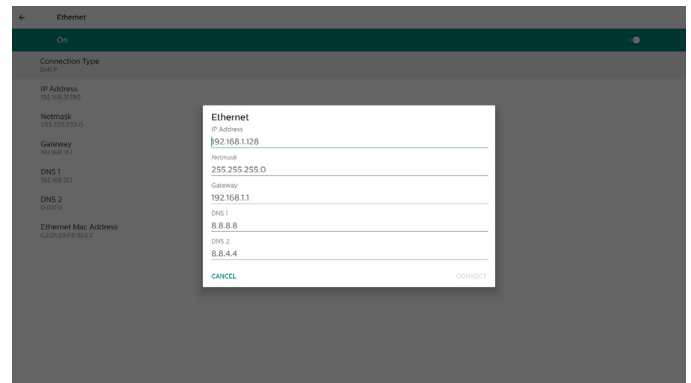 Ethernet
On
Connection Type
DHCP
IP Address
192.168.31.190
Netmask
255.255.255.0
Gateway
192.168.31.1
DNS 1
192.168.31.1
DNS 2
0.0.0.0
Ethernet Mac Address
Ethernet
IP Address
192.168.1.128
Netmask
255.255.255.0
Gateway
192.168.1.1
DNS 1
8.8.8.8
DNS 2
8.8.4.4
CANCEL
CONNECT